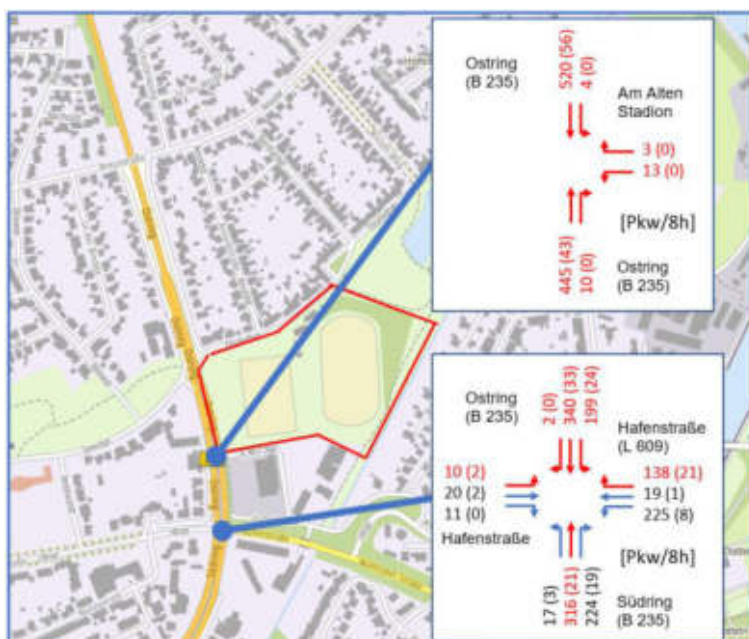 Ostring
(B 235)
520 (56)
4 (0)
Am Alten
Stadion
3 (0)
13 (0)
[Pkw/8h]
445 (43)
10 (0)
Ostring
(B 235)
Ostring
(B 235)
2 (0)
340 (33)
199 (24)
Hafenstraße
(L 609)
10 (2)
20 (2)
11 (0)
Hafenstraße
138 (21)
19 (1)
225 (8)
[Pkw/8h]
17 (3)
316 (21)
224 (19)
Südring
(B 235)